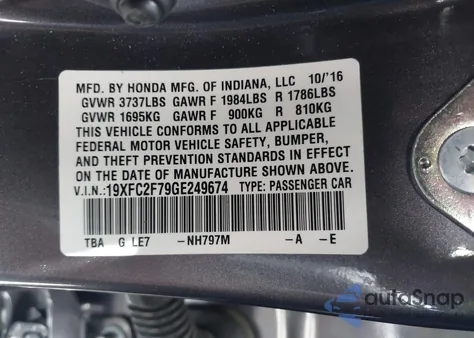 MFD. BY HONDA MFG. OF INDIANA, LLC 10/'16
GVWR 3737LBS GAWR F 1984LBS R 1786LBS
GVWR 1695KG GAWR F 900KG R 810KG
THIS VEHICLE CONFORMS TO ALL APPLICABLE
FEDERAL MOTOR VEHICLE SAFETY, BUMPER,
AND THEFT PREVENTION STANDARDS IN EFFECT
ON THE DATE OF MANUFACTURE SHOWN ABOVE.
V.I.N.: 19XFC2F79GE249674 TYPE: PASSENGER CAR
TBA G LE7 -NH797M -A -E
autoSnap